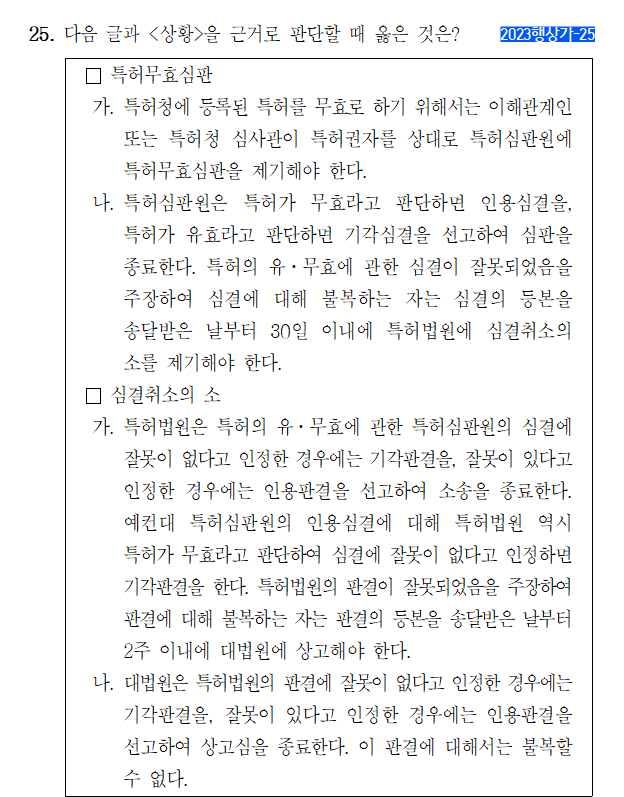 25. 다음 글과 <상황>을 근거로 판단할 때 옳은 것은? 2023행상가-25
□ 특허무효심판
가. 특허청에 등록된 특허를 무효로 하기 위해서는 이해관계인
또는 특허청 심사관이 특허권자를 상대로 특허심판원에
특허무효심판을 제기해야 한다.
나. 특허심판원은 특허가 무효라고 판단하면 인용심결을,
특허가 유효라고 판단하면 기각심결을 선고하여 심판을
종료한다. 특허의 유·무효에 관한 심결이 잘못되었음을
주장하여 심결에 대해 불복하는 자는 심결의 등본을
송달받은 날부터 30일 이내에 특허법원에 심결취소의
소를 제기해야 한다.
□ 심결취소의 소
가. 특허법원은 특허의 유·무효에 관한 특허심판원의 심결에
잘못이 없다고 인정한 경우에는 기각판결을, 잘못이 있다고
인정한 경우에는 인용판결을 선고하여 소송을 종료한다.
예컨대 특허심판원의 인용심결에 대해 특허법원 역시
특허가 무효라고 판단하여 심결에 잘못이 없다고 인정하면
기각판결을 한다. 특허법원의 판결이 잘못되었음을 주장하여
판결에 대해 불복하는 자는 판결의 등본을 송달받은 날부터
2주 이내에 대법원에 상고해야 한다.
나. 대법원은 특허법원의 판결에 잘못이 없다고 인정한 경우에는
기각판결을, 잘못이 있다고 인정한 경우에는 인용판결을
선고하여 상고심을 종료한다. 이 판결에 대해서는 불복할
수 없다.